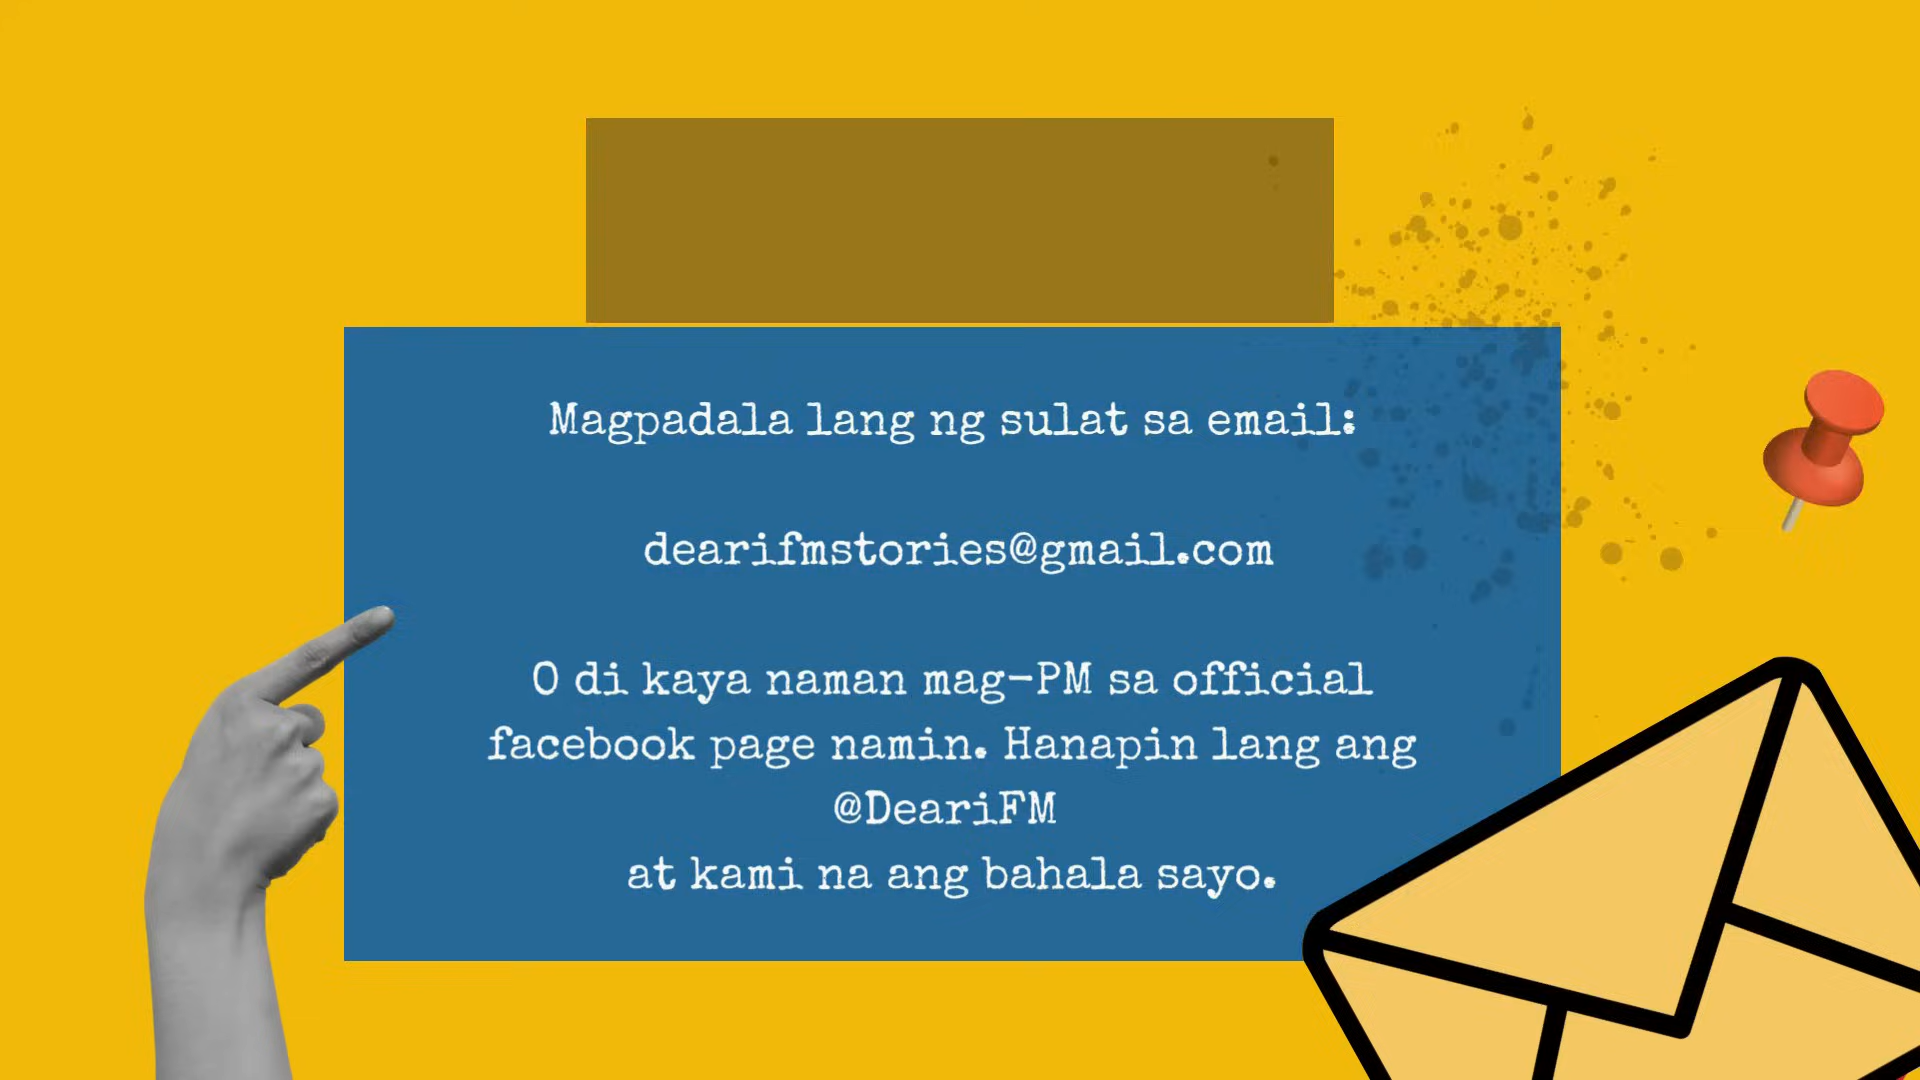 Magpadala lang ng sulat sa email:
dearifmstories@gmail.com
O di kaya naman mag-PM sa official
facebook page namin. Hanapin lang ang
@DeariFM
at kami na ang bahala sayo.